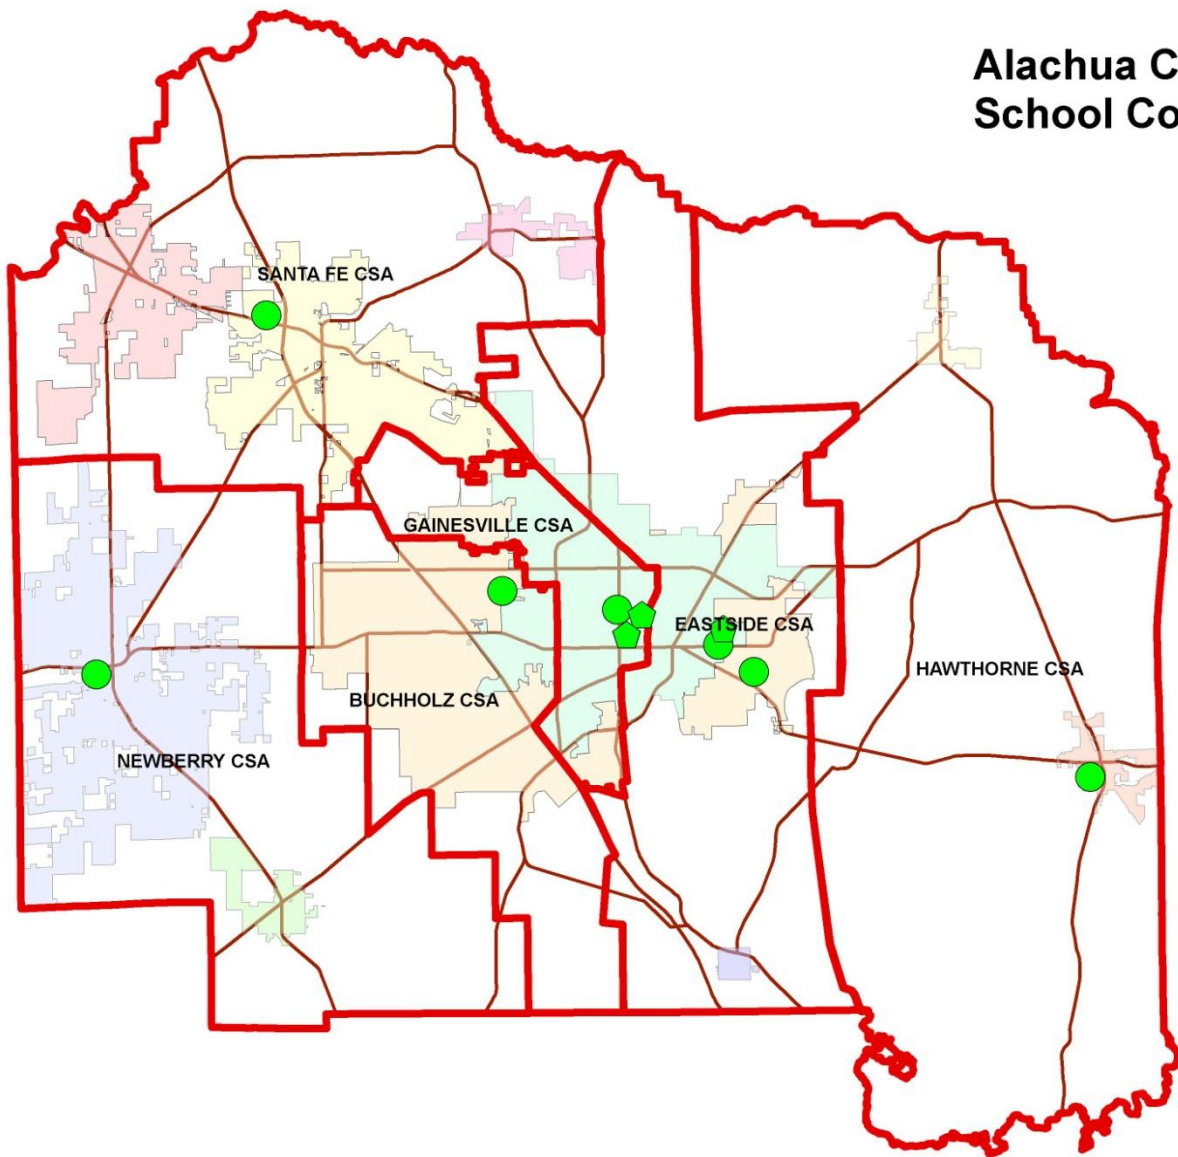 Alachua C
School Co
SANTA FE CSA
GAINESVILLE CSA
EASTSIDE CSA
HAWTHORNE CSA
BUCHHOLZ CSA
NEWBERRY CSA